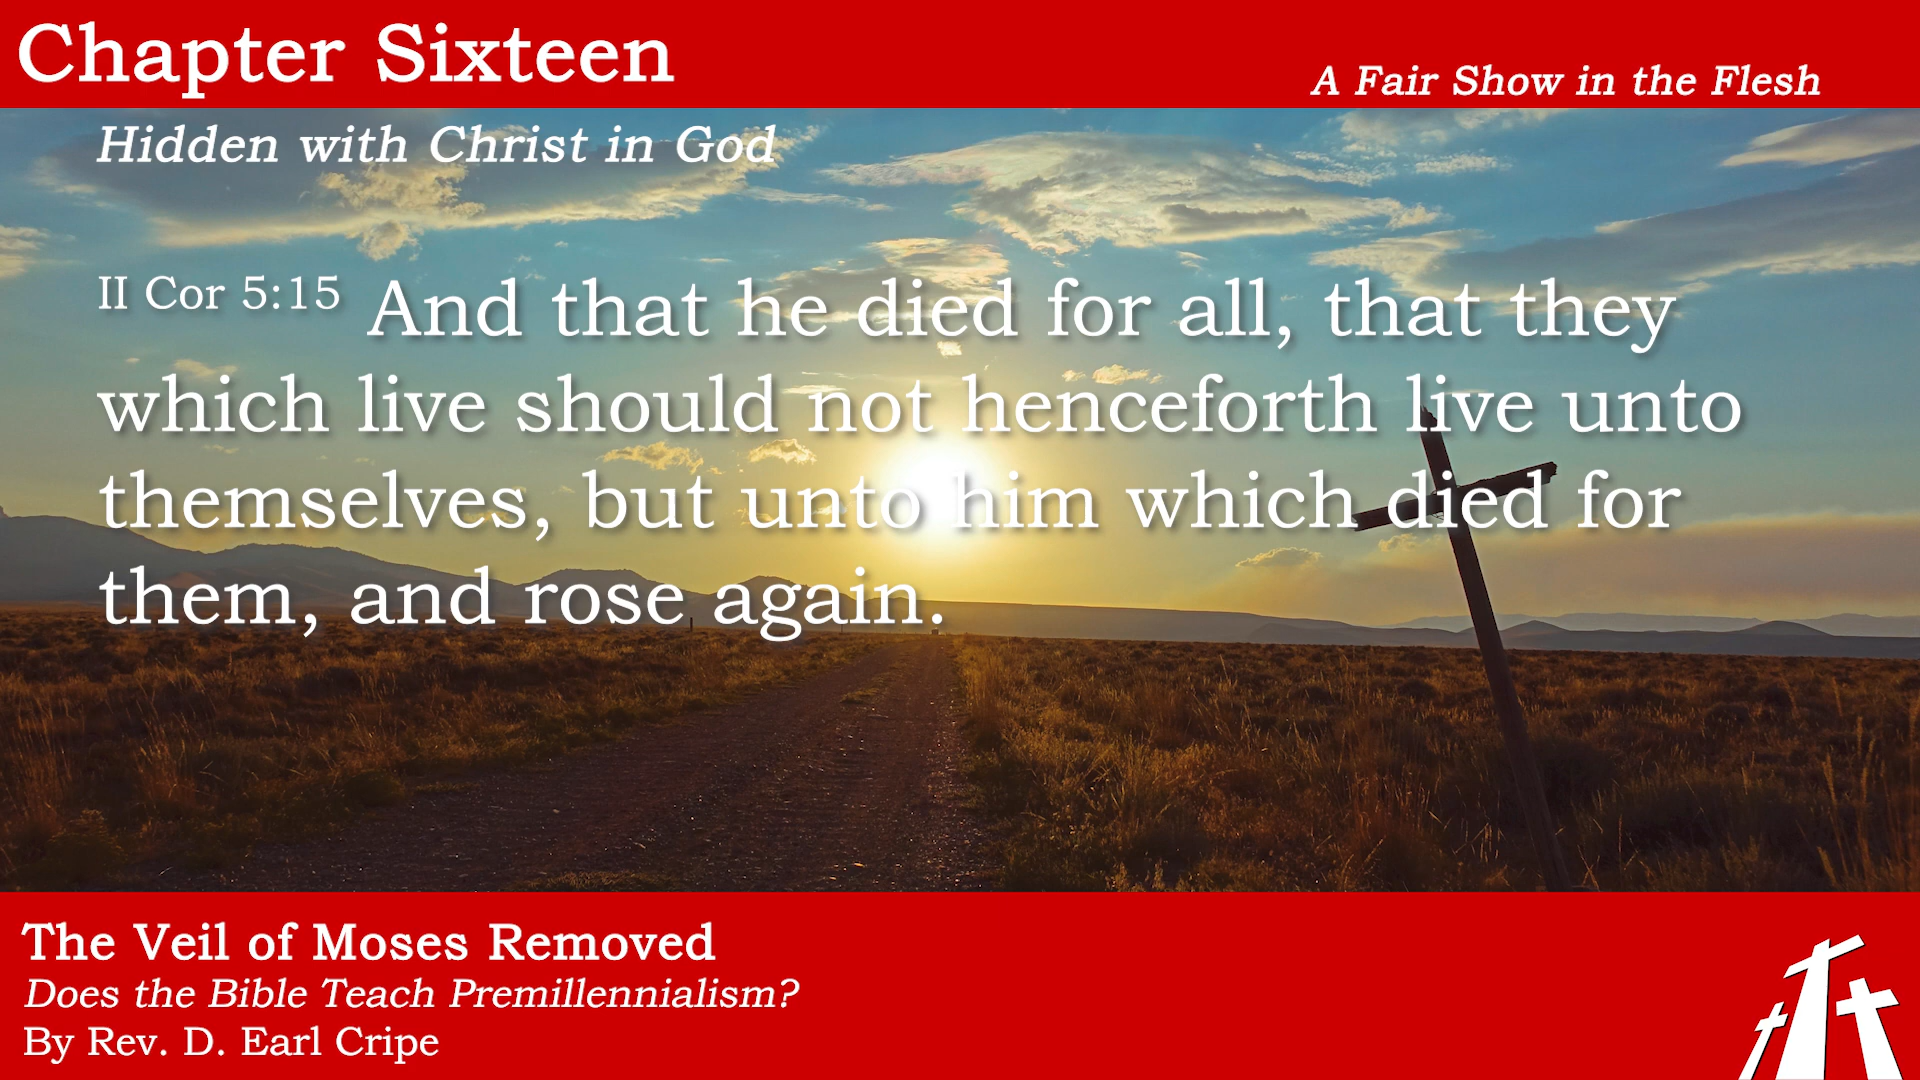 Chapter Sixteen
A Fair Show in the Flesh
Hidden with Christ in God
II Cor 5:15 And that he died for all, that they
which live should not henceforth live unto
themselves, but unto him which died for
them, and rose again.
The Veil of Moses Removed
Does the Bible Teach Premillennialism?
By Rev. D. Earl Cripe